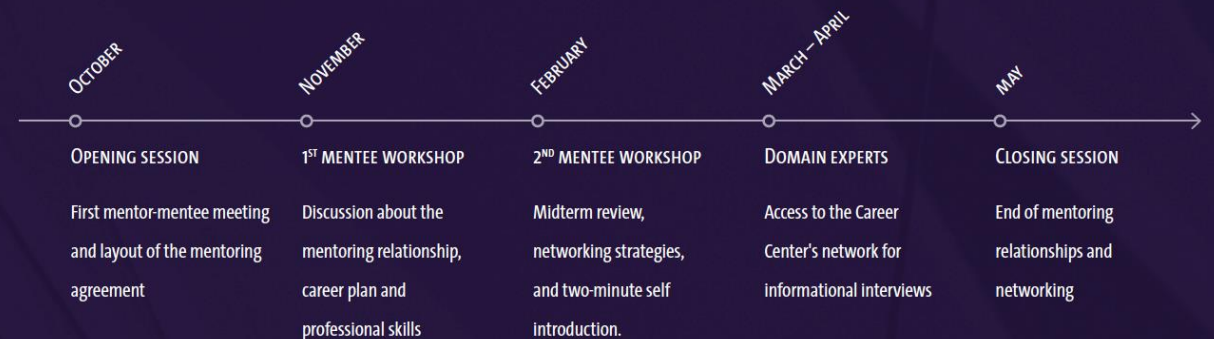 OCTOBER
NOVEMBER
FEBRUARY
MARCH – APRIL
MAY
OPENING SESSION
First mentor-mentee meeting
and layout of the mentoring
agreement
1ST MENTEE WORKSHOP
Discussion about the
mentoring relationship,
career plan and
professional skills
2ND MENTEE WORKSHOP
Midterm review,
networking strategies,
and two-minute self
introduction.
DOMAIN EXPERTS
Access to the Career
Center's network for
informational interviews
CLOSING SESSION
End of mentoring
relationships and
networking